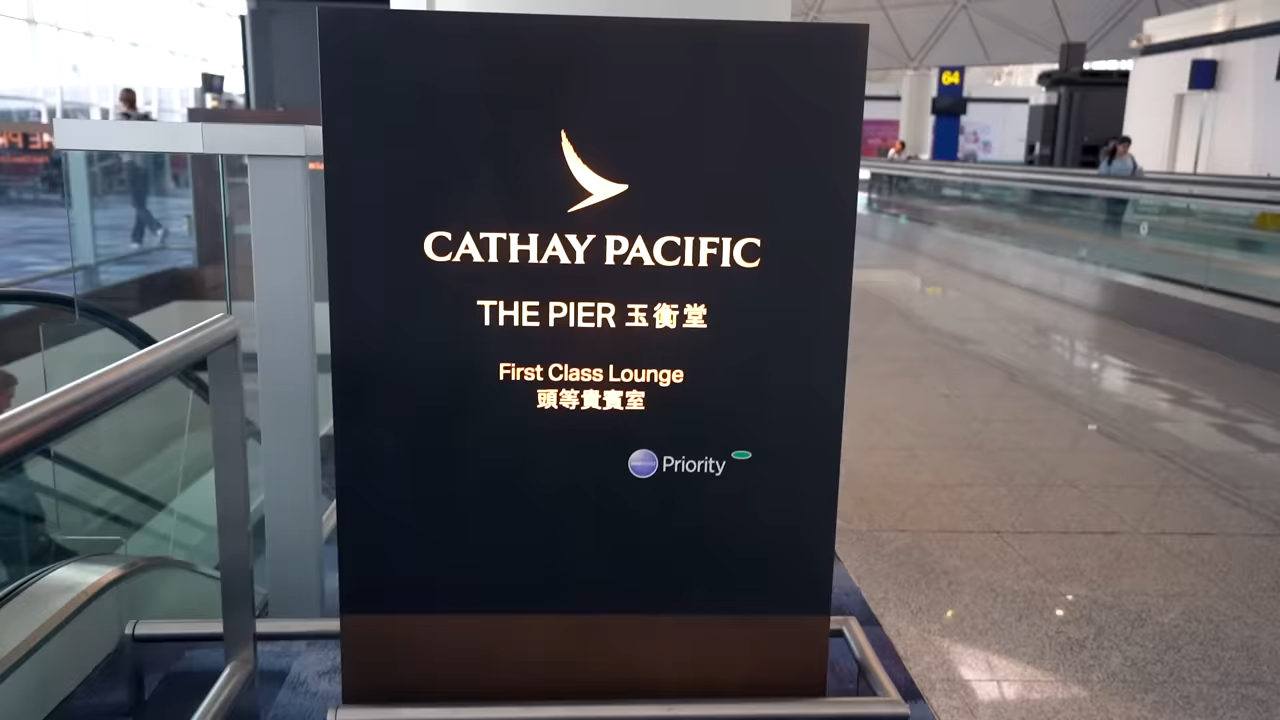 64
CATHAY PACIFIC
THE PIER 玉衡堂
First Class Lounge
頭等貴賓室
Priority